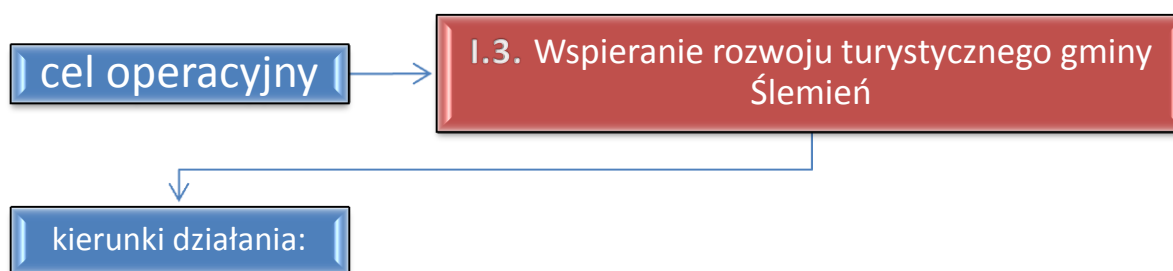 cel operacyjny
I.3. Wspieranie rozwoju turystycznego gminy
Ślemień
kierunki działania: